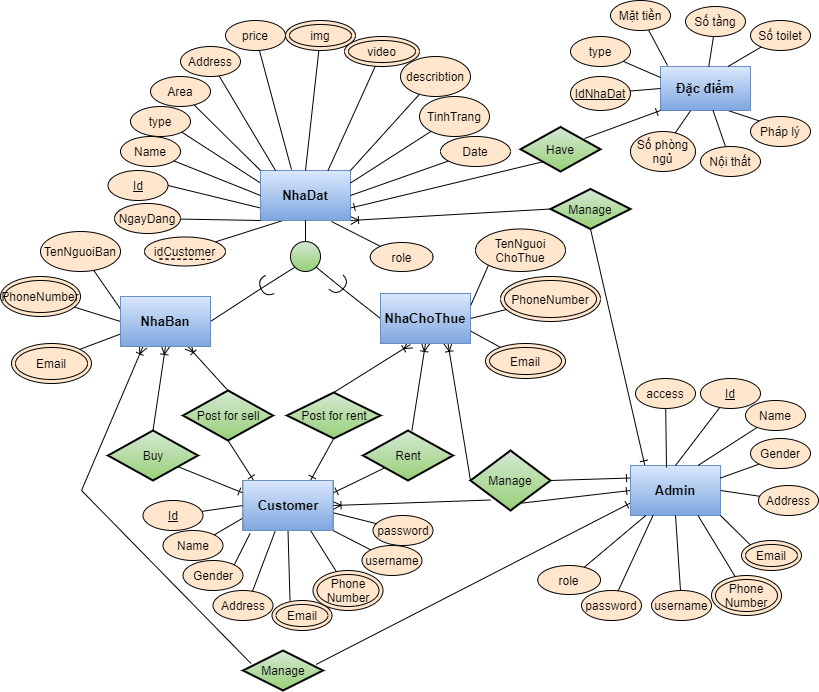 price
img
video
Address
describtion
Area
TinhTrang
type
Date
Name
Id
NgayDang
idCustomer
role
NhaDat
Mặt tiền
Số tầng
Số toilet
type
IdNhaDat
Đặc điểm
Pháp lý
Số phòng
ngủ
Nội thất
Have
Manage
TenNguoiBan
PhoneNumber
Email
NhaBan
TenNguoi
ChoThue
PhoneNumber
Email
NhaChoThue
Post for sell
Post for rent
Buy
Rent
Manage
access
Id
Name
Gender
Address
Email
Phone
Number
username
password
role
Admin
Customer
Id
Name
Gender
Address
Email
Phone
Number
username
password
Manage